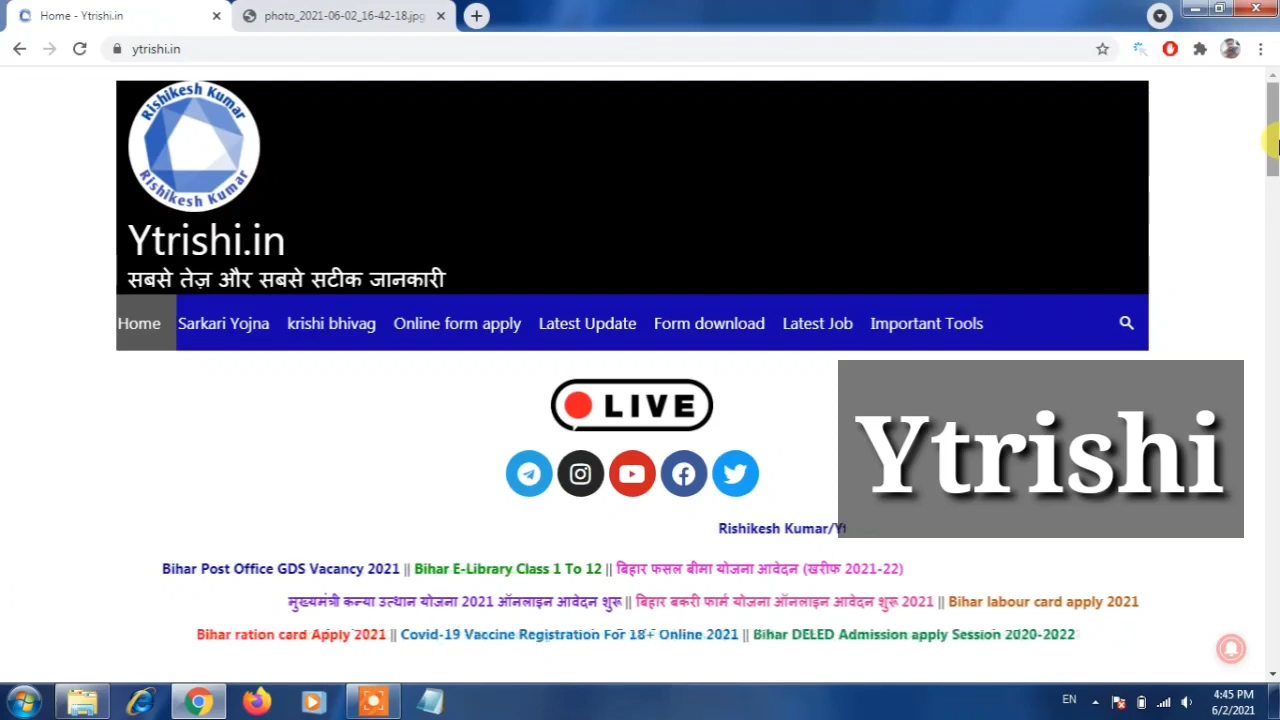 Home - Ytrishi.in
photo_2021-06-02_16-42-18.jpg
ytrishi.in
Rishikesh Kumar
Rishikesh Kumar
Ytrishi.in
सबसे तेज़ और सबसे सटीक जानकारी
Home Sarkari Yojna krishi bhivag Online form apply Latest Update Form download Latest Job Important Tools
LIVE
Ytrishi
Rishikesh Kumar/Yt
Bihar Post Office GDS Vacancy 2021 || Bihar E-Library Class 1 To 12 || बिहार फसल बीमा योजना आवेदन (खरीफ 2021-22)
मुख्यमंत्री कन्या उत्थान योजना 2021 ऑनलाइन आवेदन शुरू || बिहार बकरी फार्म योजना ऑनलाइन आवेदन शुरू 2021 || Bihar labour card apply 2021
Bihar ration card Apply 2021 || Covid-19 Vaccine Registration For 18+ Online 2021 || Bihar DELED Admission apply Session 2020-2022
EN
4:45 PM
6/2/2021